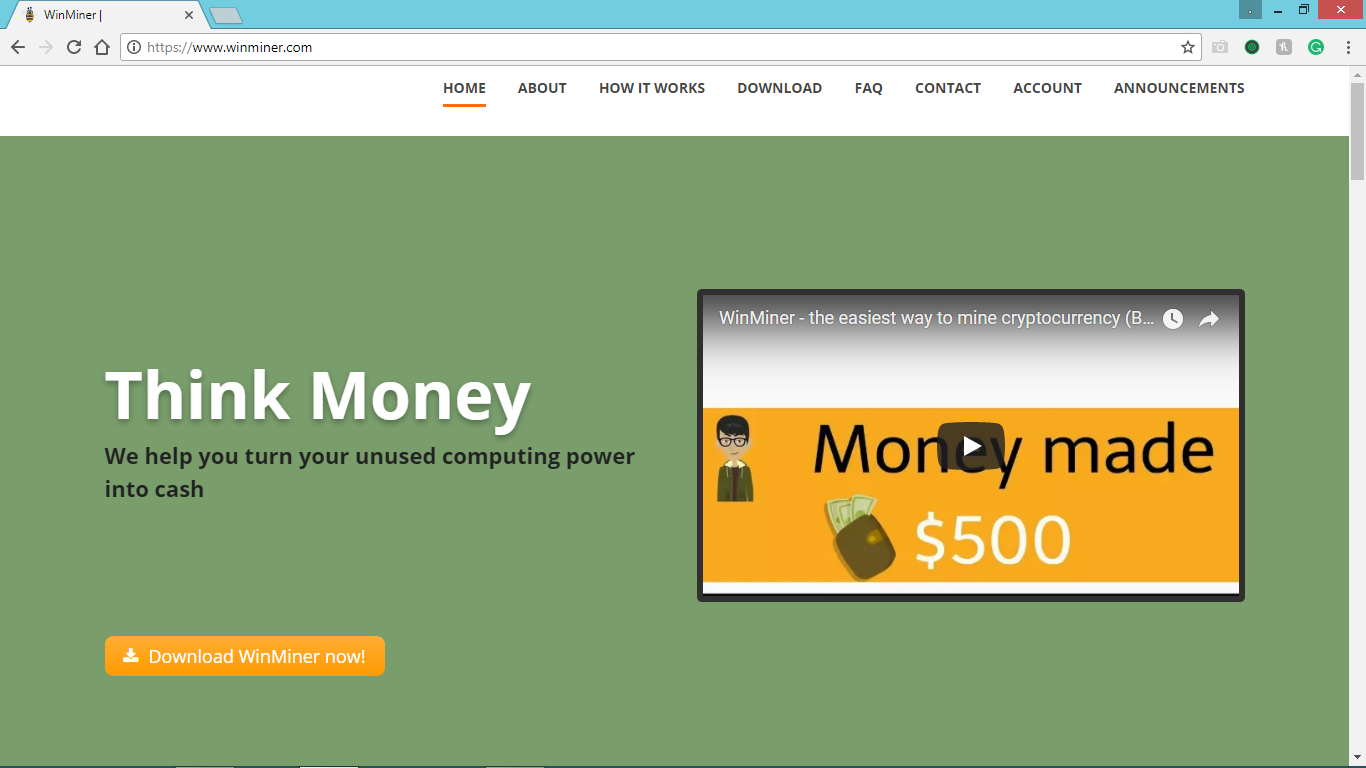 WinMiner |
https://www.winminer.com
HOME ABOUT HOW IT WORKS DOWNLOAD FAQ CONTACT ACCOUNT ANNOUNCEMENTS
WinMiner - the easiest way to mine cryptocurrency (B...
Think Money
We help you turn your unused computing power
into cash
Money made
$500
Download WinMiner now!